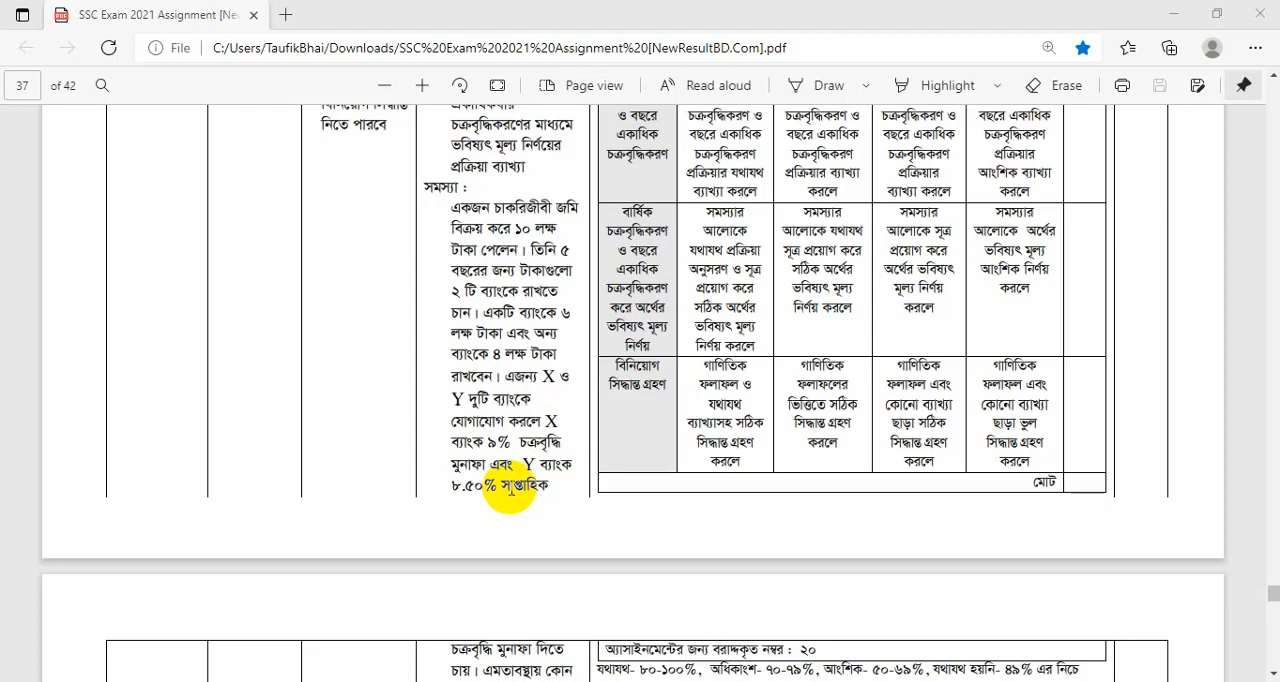 SSC Exam 2021 Assignment [Ne
File
C:/Users/TaufikBhai/Downloads/SSC%20Exam%202021%20Assignment%20[NewResultBD.Com].pdf
37 of 42
Page view
Read aloud
Draw
Highlight
Erase
নিতে পারবে
চক্রবৃদ্ধিকরণের মাধ্যমে
ভবিষ্যৎ মূল্য নির্ণয়ের
প্রক্রিয়া ব্যাখ্যা
সমস্যা :
একজন চাকরিজীবী জমি
বিক্রয় করে ১০ লক্ষ
টাকা পেলেন। তিনি ৫
বছরের জন্য টাকাগুলো
২ টি ব্যাংকে রাখতে
চান। একটি ব্যাংকে ৬
লক্ষ টাকা এবং অন্য
ব্যাংকে ৪ লক্ষ টাকা
রাখবেন। এজন্য X ও
Y দুটি ব্যাংকে
যোগাযোগ করলে X
ব্যাংক ৯% চক্রবৃদ্ধি
মুনাফা এবং Y ব্যাংক
৮.৫০% সাপ্তাহিক
ও বছরে
একাধিক
চক্রবৃদ্ধিকরণ
চক্রবৃদ্ধিকরণ ও
বছরে একাধিক
চক্রবৃদ্ধিকরণ
প্রক্রিয়ার যথাযথ
ব্যাখ্যা করলে
চক্রবৃদ্ধিকরণ ও
বছরে একাধিক
চক্রবৃদ্ধিকরণ
প্রক্রিয়ার ব্যাখ্যা
করলে
চক্রবৃদ্ধিকরণ ও
বছরে একাধিক
চক্রবৃদ্ধিকরণ
প্রক্রিয়ার
ব্যাখ্যা করলে
বছরে একাধিক
চক্রবৃদ্ধিকরণ
প্রক্রিয়ার
আংশিক ব্যাখ্যা
করলে
বার্ষিক
চক্রবৃদ্ধিকরণ
ও বছরে
একাধিক
চক্রবৃদ্ধিকরণ
করে অর্থের
ভবিষ্যৎ মূল্য
নির্ণয়
সমস্যার
আলোকে
যথাযথ প্রক্রিয়া
অনুসরণ ও সূত্র
প্রয়োগ করে
সঠিক অর্থের
ভবিষ্যৎ মূল্য
নির্ণয় করলে
সমস্যার
আলোকে যথাযথ
সূত্র প্রয়োগ করে
সঠিক অর্থের
ভবিষ্যৎ মূল্য
নির্ণয় করলে
সমস্যার
আলোকে সূত্র
প্রয়োগ করে
অর্থের ভবিষ্যৎ
মূল্য নির্ণয়
করলে
সমস্যার
আলোকে অর্থের
ভবিষ্যৎ মূল্য
আংশিক নির্ণয়
করলে
বিনিয়োগ
সিদ্ধান্ত গ্রহণ
গাণিতিক
ফলাফল ও
যথাযথ
ব্যাখ্যাসহ সঠিক
সিদ্ধান্ত গ্রহণ
করলে
গাণিতিক
ফলাফলের
ভিত্তিতে সঠিক
সিদ্ধান্ত গ্রহণ
করলে
গাণিতিক
ফলাফল এবং
কোনো ব্যাখ্যা
ছাড়া সঠিক
সিদ্ধান্ত গ্রহণ
করলে
গাণিতিক
ফলাফল এবং
কোনো ব্যাখ্যা
ছাড়া ভুল
সিদ্ধান্ত গ্রহণ
করলে
মোট
চক্রবৃদ্ধি মুনাফা দিতে
চায়। এমতাবস্থায় কোন
অ্যাসাইনমেন্টের জন্য বরাদ্দকৃত নম্বর : ২০
যথাযথ- ৮০-১০০%, অধিকাংশ- ৭০-৭৯%, আংশিক- ৫০-৬৯%, যথাযথ হয়নি- ৪৯% এর নিচে